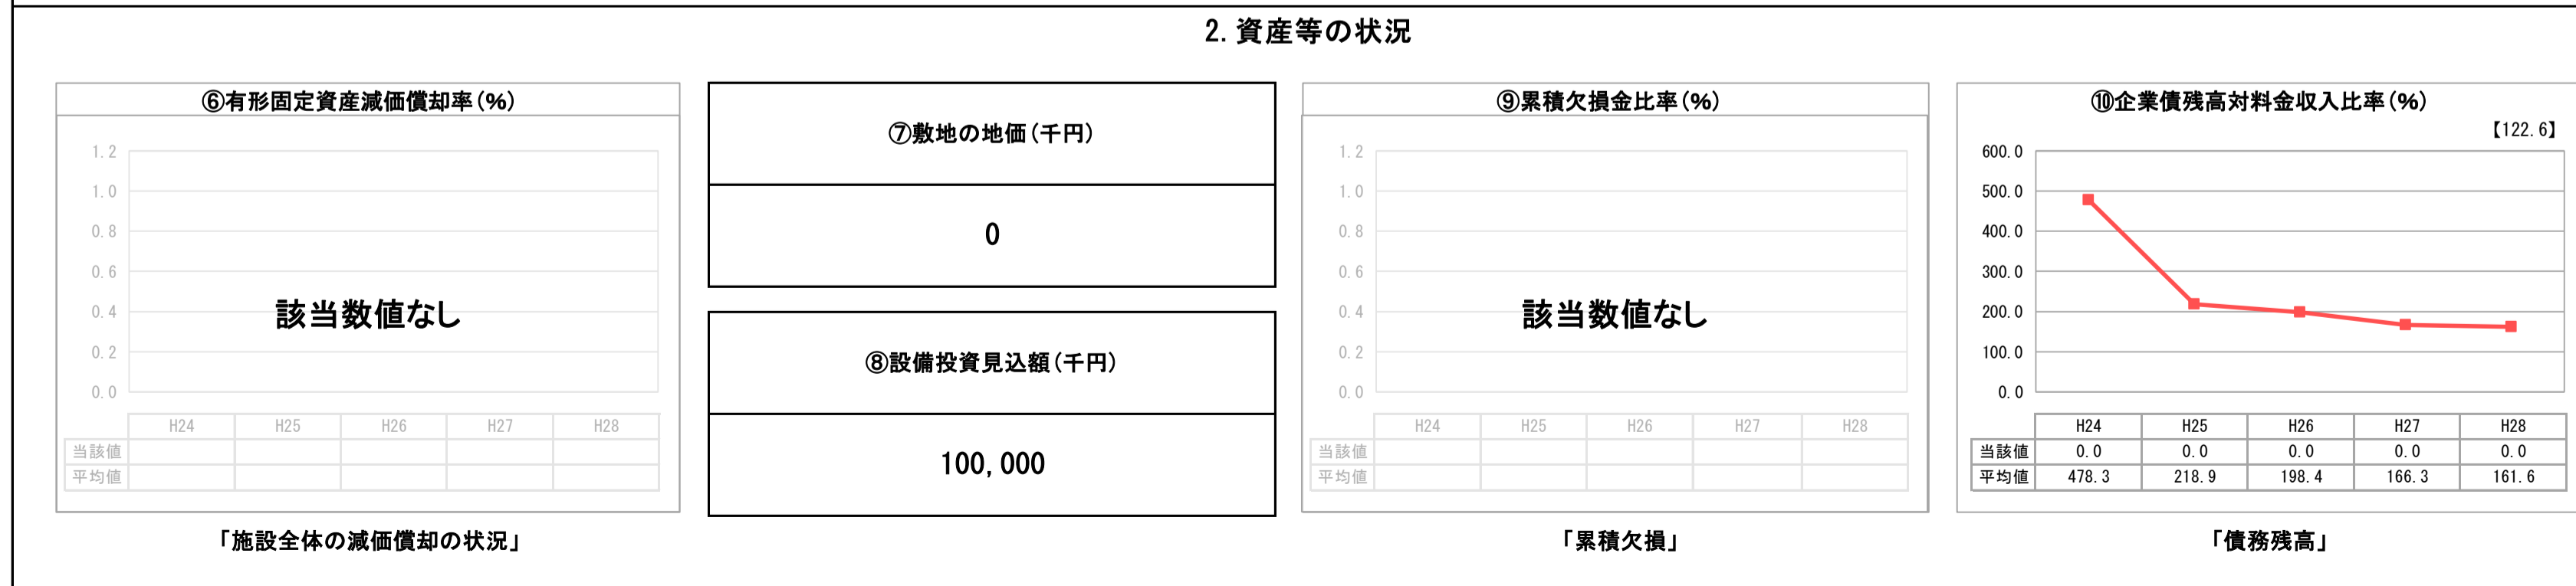 2.資産等の状況
⑥有形固定資産減価償却率(%)
1.2
1.0
0.8
0.6
0.4
0.2
0.0
該当数値なし
H24 H25 H26 H27 H28
当該値
平均値
「施設全体の減価償却の状況」
⑦敷地の地価(千円)
0
⑧設備投資見込額(千円)
100,000
⑨累積欠損金比率(%)
1.2
1.0
0.8
0.6
0.4
0.2
0.0
該当数値なし
H24 H25 H26 H27 H28
当該値
平均値
「累積欠損」
⑩企業債残高対料金収入比率(%)
【122.6】
600.0
500.0
400.0
300.0
200.0
100.0
0.0
H24 H25 H26 H27 H28
当該値 0.0 0.0 0.0 0.0 0.0
平均値 478.3 218.9 198.4 166.3 161.6
「債務残高」